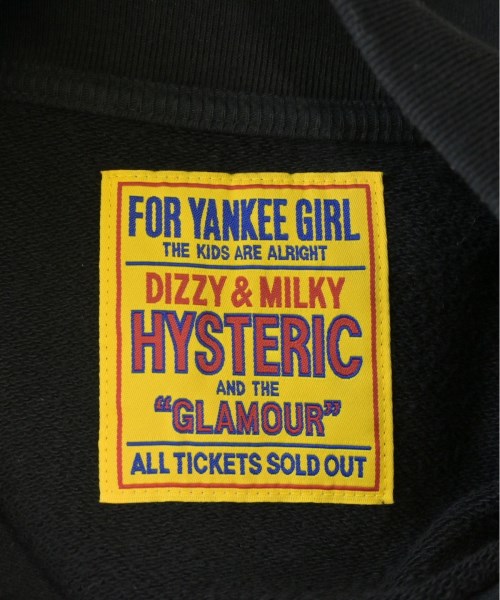 FOR YANKEE GIRL
THE KIDS ARE ALRIGHT
DIZZY & MILKY
HYSTERIC
AND THE
“GLAMOUR”
ALL TICKETS SOLD OUT